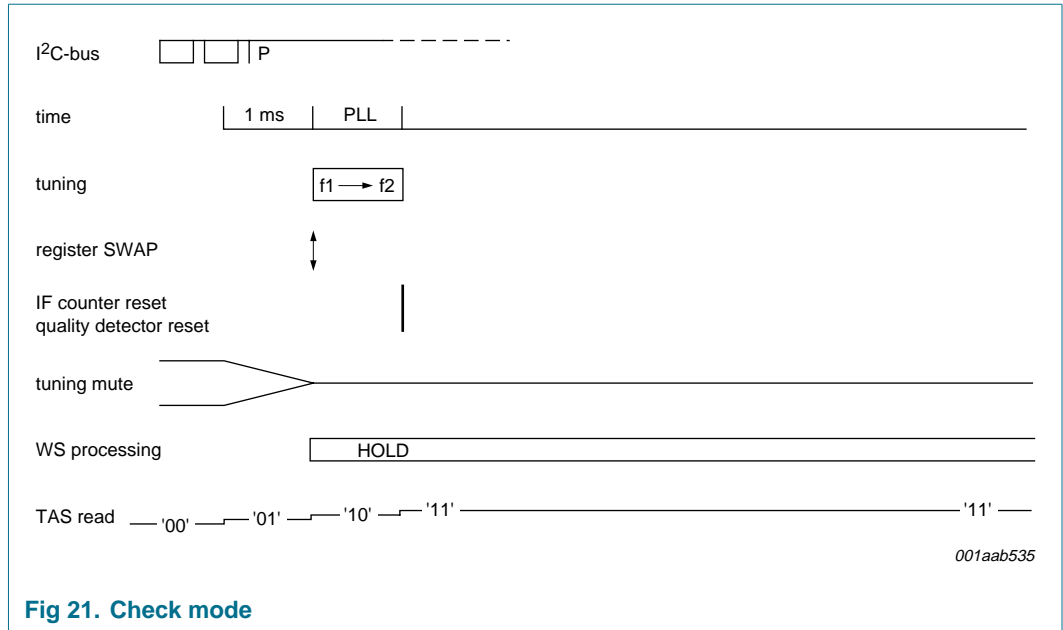 I2C-bus P
time 1 ms PLL
tuning f1 → f2
register SWAP
IF counter reset
quality detector reset
tuning mute
WS processing HOLD
TAS read '00' '01' '10' '11' '11'
001aab535
Fig 21. Check mode